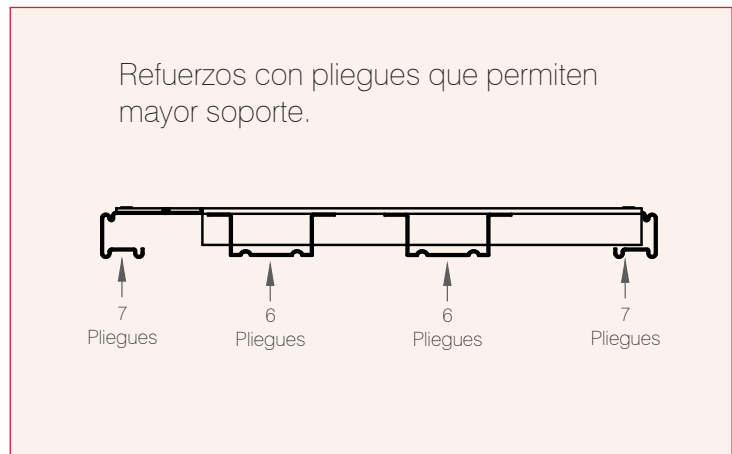 Refuerzos con pliegues que permiten
mayor soporte.
7
Pliegues
6
Pliegues
6
Pliegues
7
Pliegues